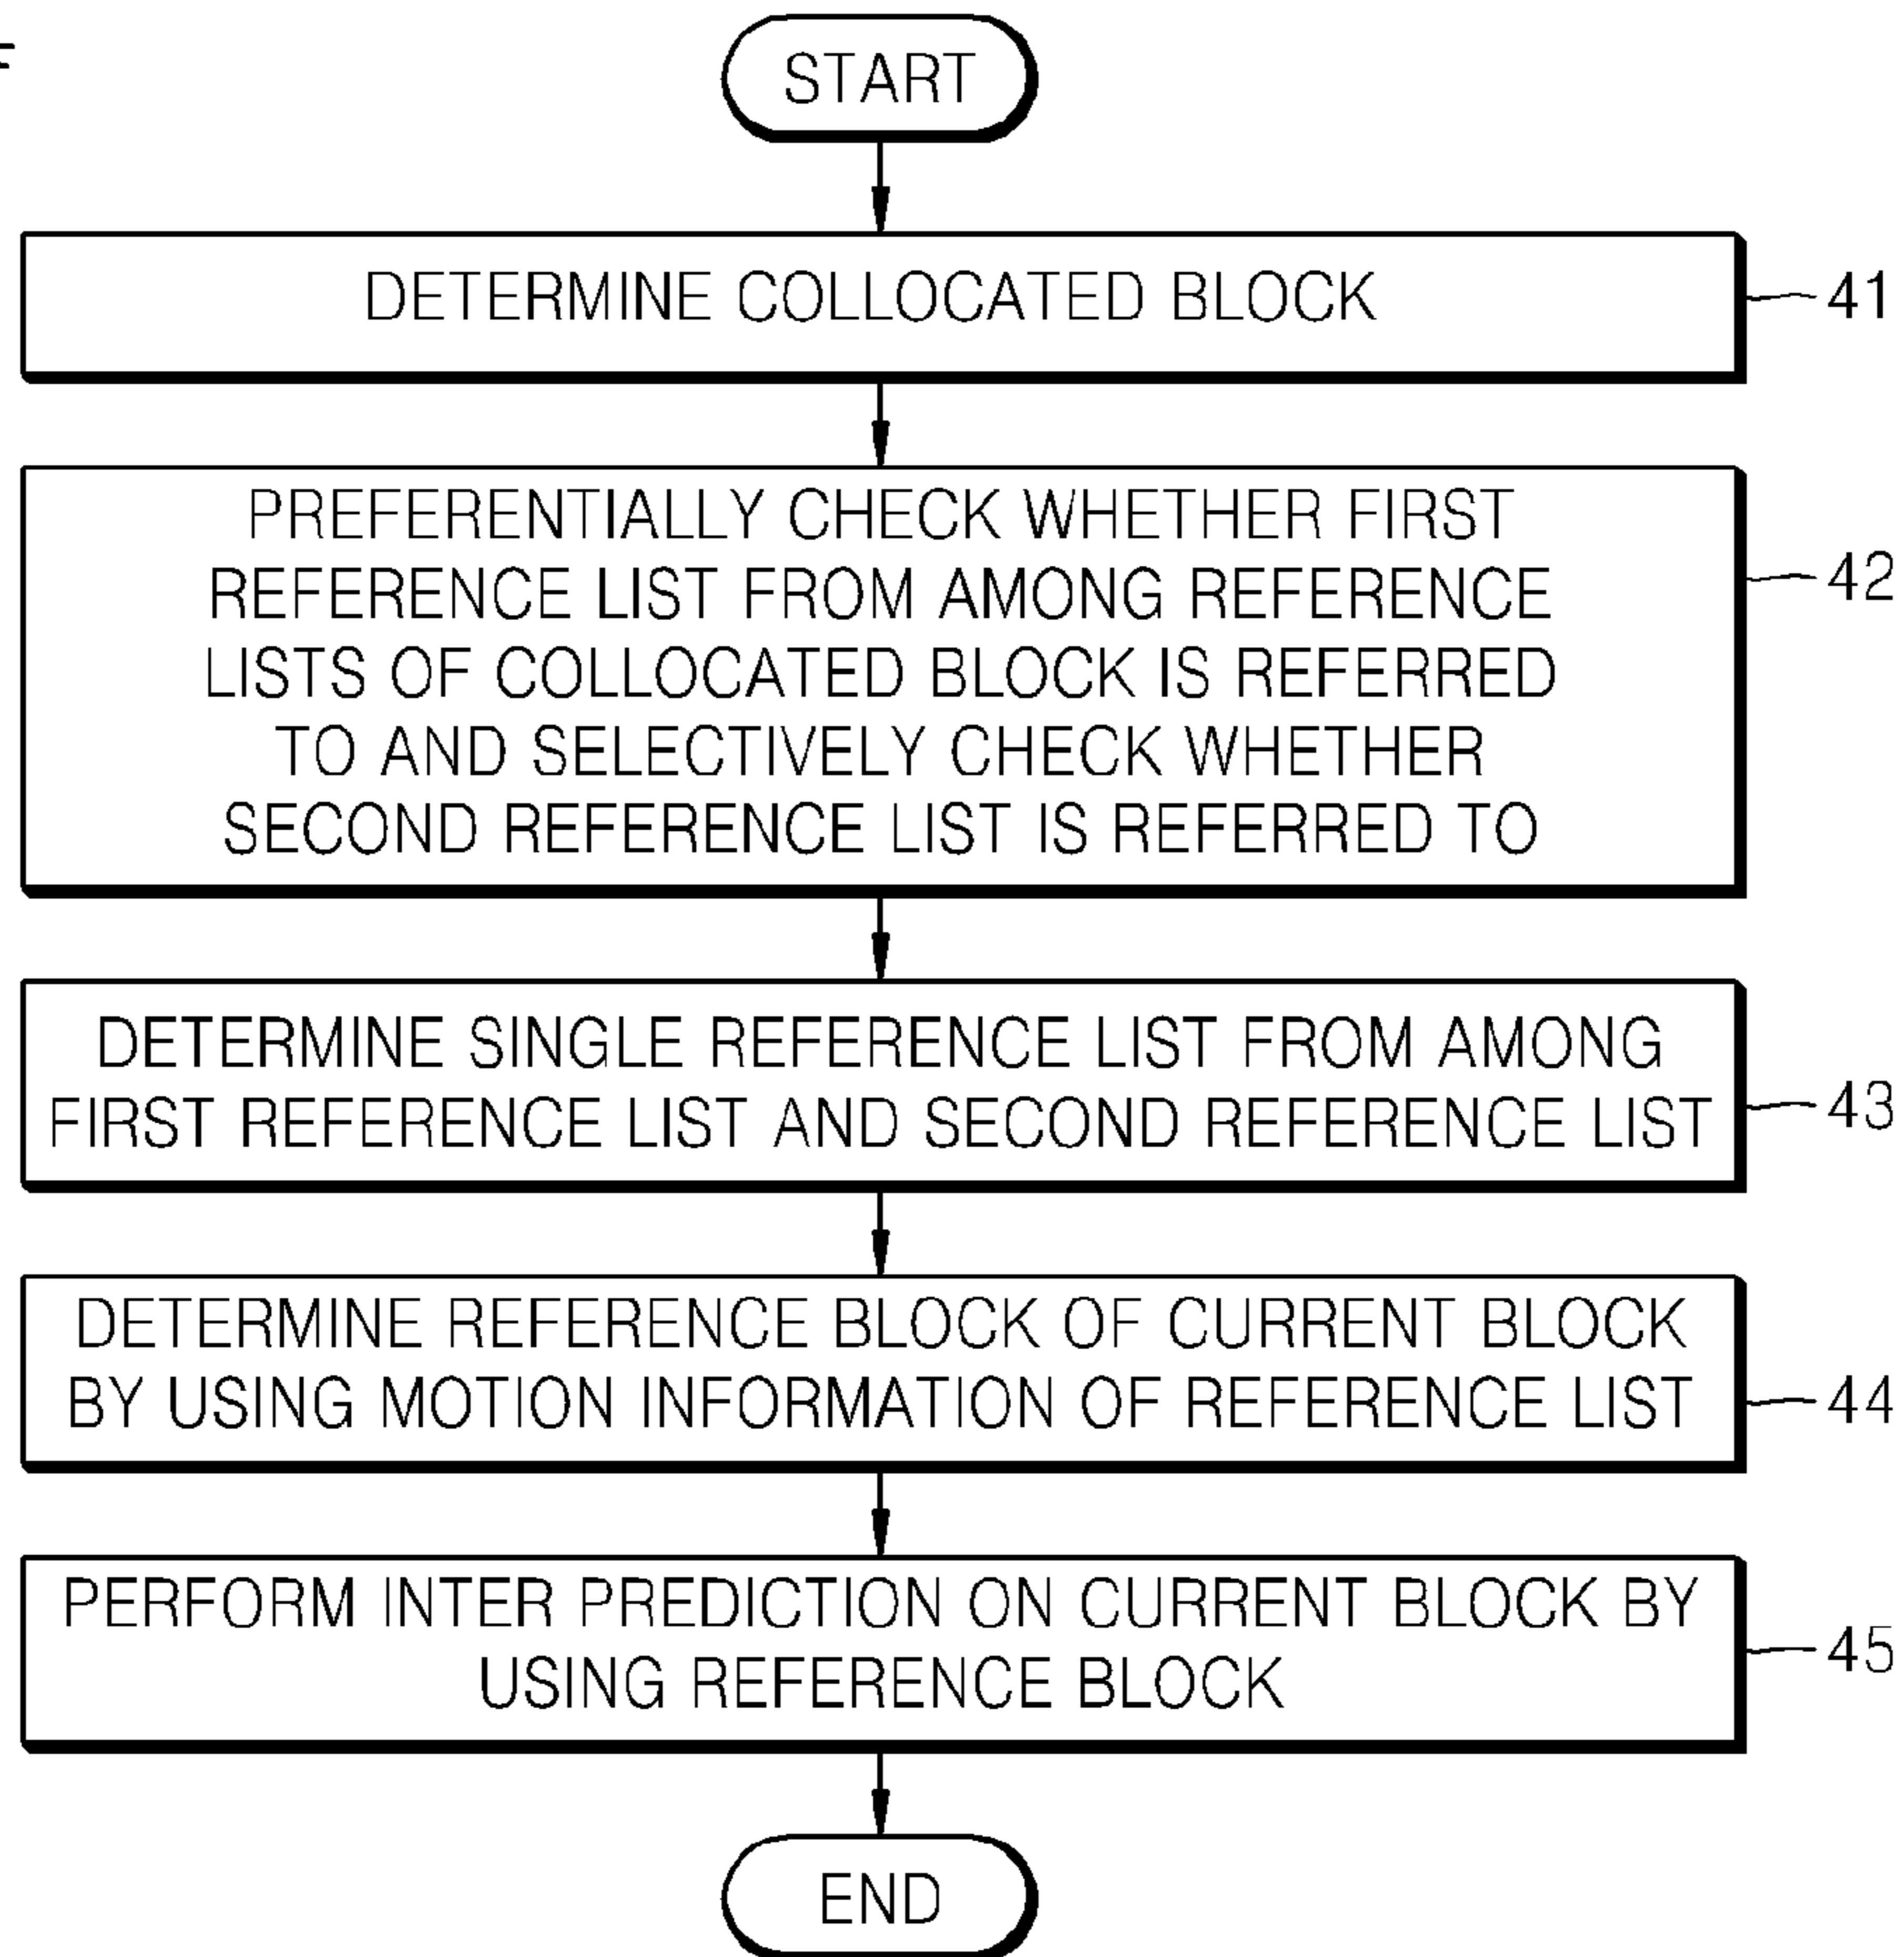 START
DETERMINE COLLOCATED BLOCK
41
PREFERENTIALLY CHECK WHETHER FIRST
REFERENCE LIST FROM AMONG REFERENCE
LISTS OF COLLOCATED BLOCK IS REFERRED
TO AND SELECTIVELY CHECK WHETHER
SECOND REFERENCE LIST IS REFERRED TO
42
DETERMINE SINGLE REFERENCE LIST FROM AMONG
FIRST REFERENCE LIST AND SECOND REFERENCE LIST
43
DETERMINE REFERENCE BLOCK OF CURRENT BLOCK
BY USING MOTION INFORMATION OF REFERENCE LIST
44
PERFORM INTER PREDICTION ON CURRENT BLOCK BY
USING REFERENCE BLOCK
45
END